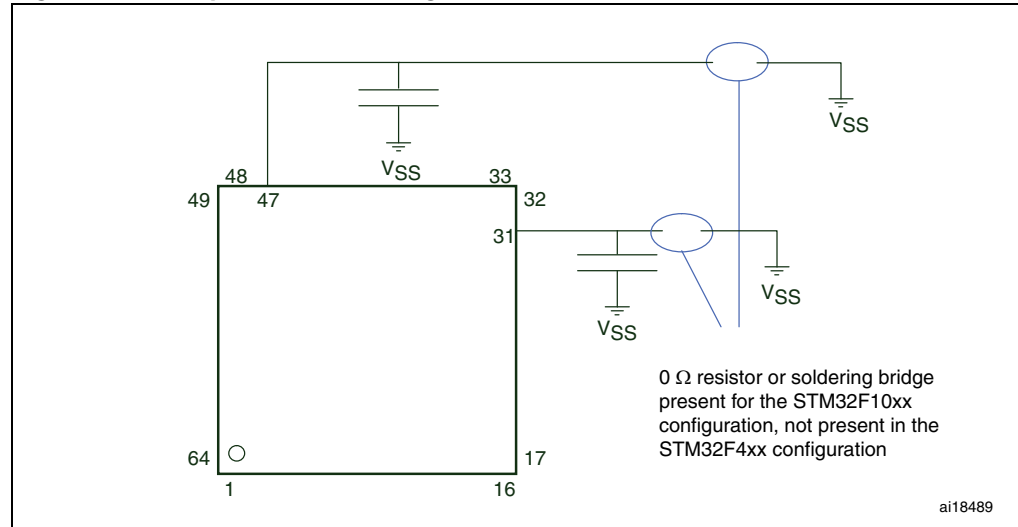 VSS
VSS
48
33
49
47
32
31
VSS
VSS
0 Ω resistor or soldering bridge
present for the STM32F10xx
configuration, not present in the
STM32F4xx configuration
64
17
1
16
ai18489